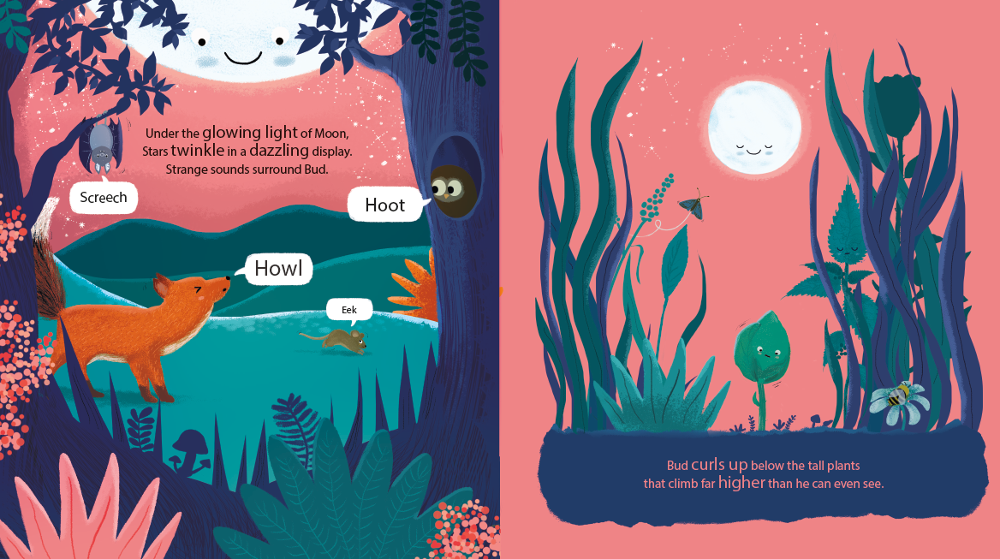 Under the glowing light of Moon,
Stars twinkle in a dazzling display.
Strange sounds surround Bud.
Screech
Hoot
Howl
Eek
Bud curls up below the tall plants
that climb far higher than he can even see.